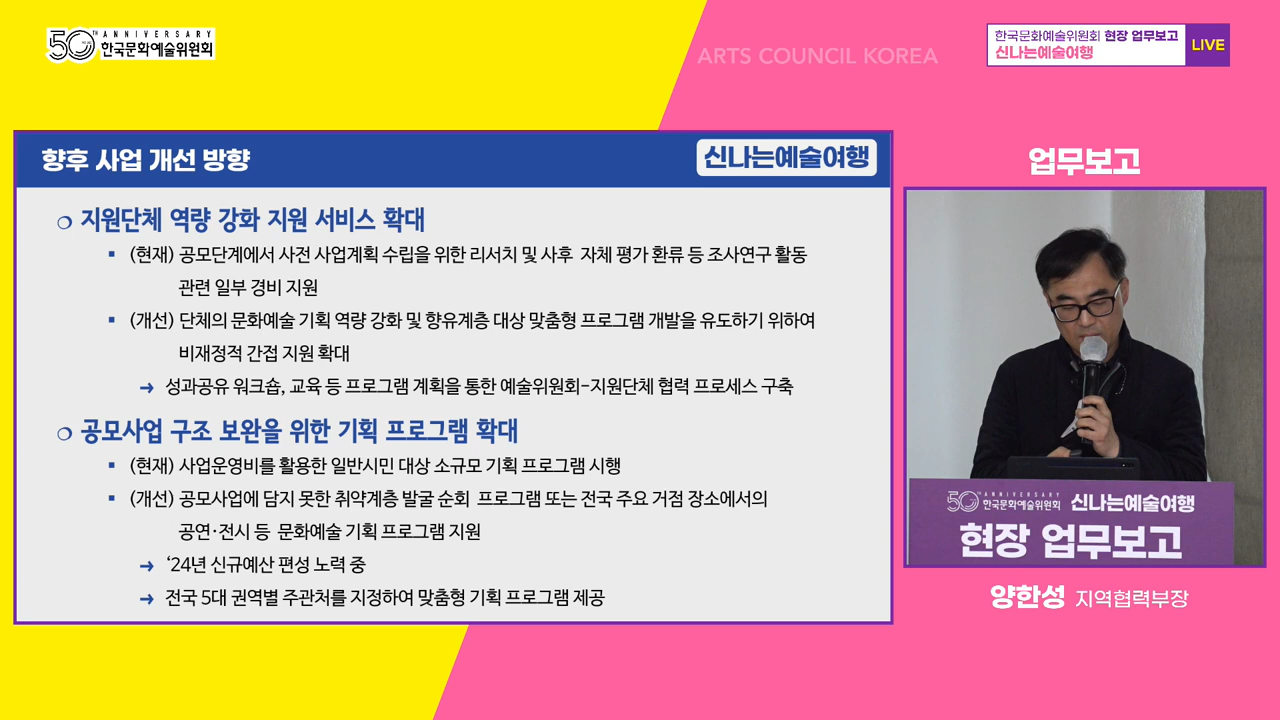 50TH ANNIVERSARY
한국문화예술위원회
ARTS COUNCIL KOREA
한국문화예술위원회 현장 업무보고
신나는예술여행
LIVE
향후 사업 개선 방향
신나는예술여행
❍ 지원단체 역량 강화 지원 서비스 확대
▪ (현재) 공모단계에서 사전 사업계획 수립을 위한 리서치 및 사후 자체 평가 환류 등 조사연구 활동
관련 일부 경비 지원
▪ (개선) 단체의 문화예술 기획 역량 강화 및 향유계층 대상 맞춤형 프로그램 개발을 유도하기 위하여
비재정적 간접 지원 확대
→ 성과공유 워크숍, 교육 등 프로그램 계획을 통한 예술위원회-지원단체 협력 프로세스 구축
❍ 공모사업 구조 보완을 위한 기획 프로그램 확대
▪ (현재) 사업운영비를 활용한 일반시민 대상 소규모 기획 프로그램 시행
▪ (개선) 공모사업에 담지 못한 취약계층 발굴 순회 프로그램 또는 전국 주요 거점 장소에서의
공연·전시 등 문화예술 기획 프로그램 지원
→ ‘24년 신규예산 편성 노력 중
→ 전국 5대 권역별 주관처를 지정하여 맞춤형 기획 프로그램 제공
업무보고
50TH ANNIVERSARY
한국문화예술위원회
신나는예술여행
현장 업무보고
양한성 지역협력부장